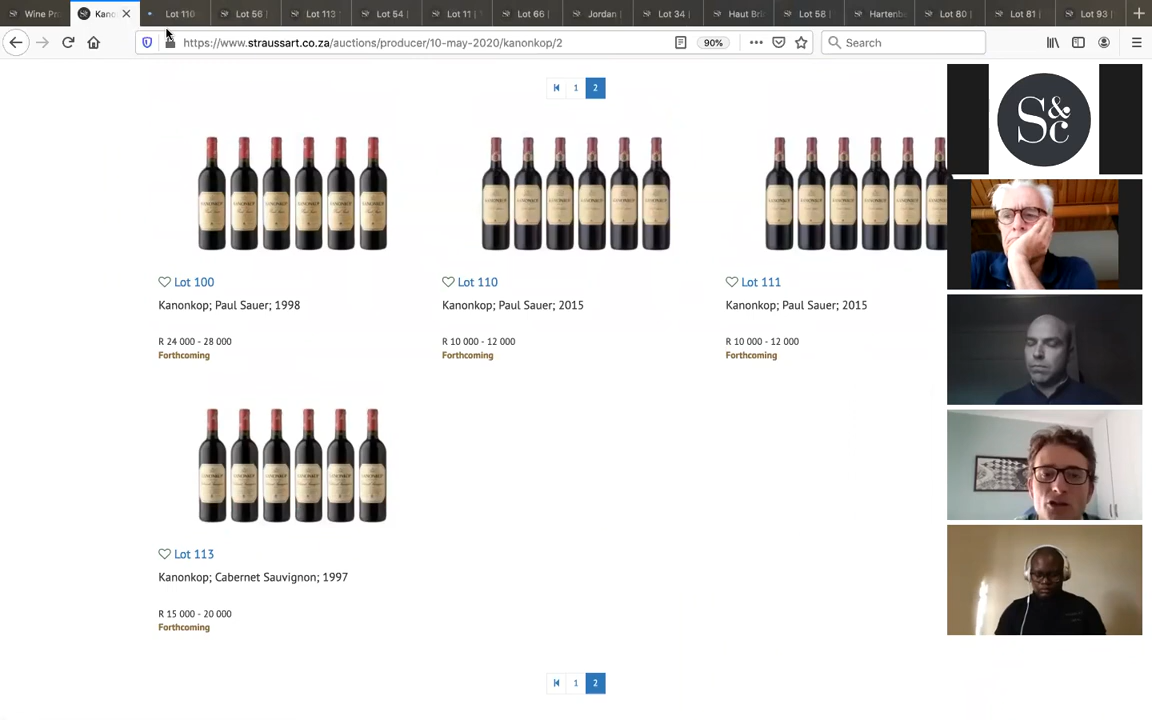 Wine Pr
Kano
Lot 110
Lot 56 |
Lot 113
Lot 54 |
Lot 11 |
Lot 66 |
Jordan |
Lot 34 |
Haut Bri
Lot 58 |
Hartenb
Lot 80 |
Lot 81 |
Lot 93 |
https://www.straussart.co.za/auctions/producer/10-may-2020/kanonkop/2
90%
Search
1 2
S&c
KANONKOP
Lot 100
Lot 110
Lot 111
Kanonkop; Paul Sauer; 1998
Kanonkop; Paul Sauer; 2015
Kanonkop; Paul Sauer; 2015
R 24 000 - 28 000
R 10 000 - 12 000
R 10 000 - 12 000
Forthcoming
Forthcoming
Forthcoming
Lot 113
Kanonkop; Cabernet Sauvignon; 1997
R 15 000 - 20 000
Forthcoming
1 2